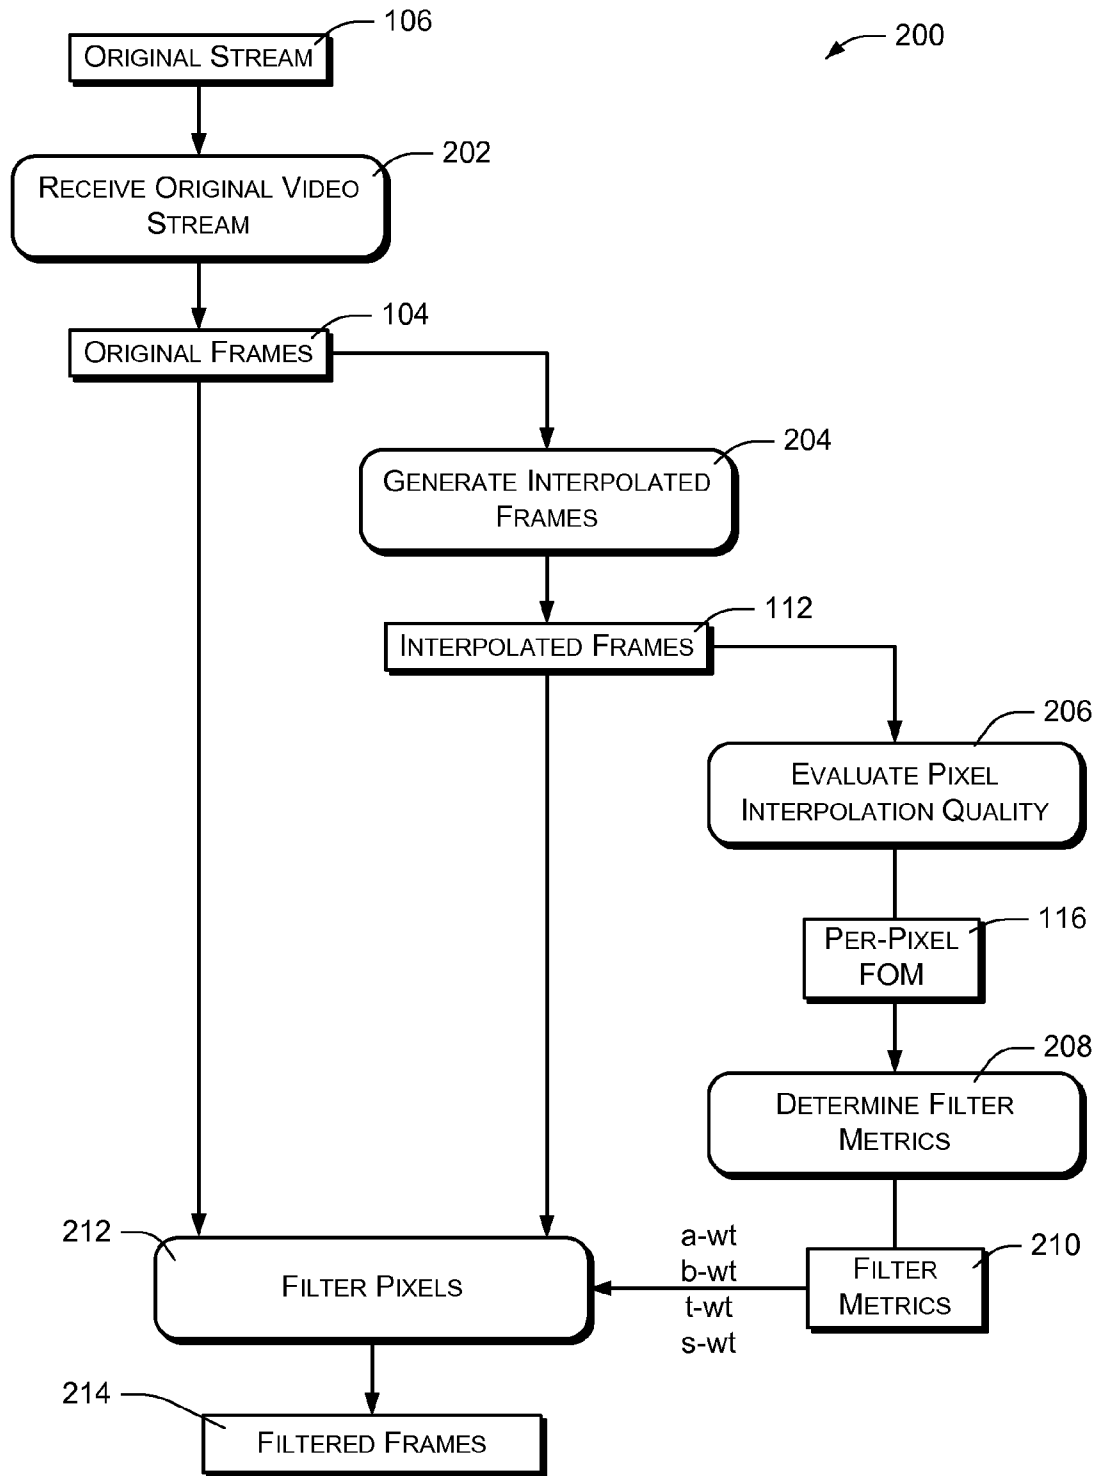 106
200
ORIGINAL STREAM
202
RECEIVE ORIGINAL VIDEO
STREAM
104
ORIGINAL FRAMES
204
GENERATE INTERPOLATED
FRAMES
112
INTERPOLATED FRAMES
206
EVALUATE PIXEL
INTERPOLATION QUALITY
116
PER-PIXEL
FOM
208
DETERMINE FILTER
METRICS
212
FILTER PIXELS
a-wt
b-wt
t-wt
s-wt
210
FILTER
METRICS
214
FILTERED FRAMES